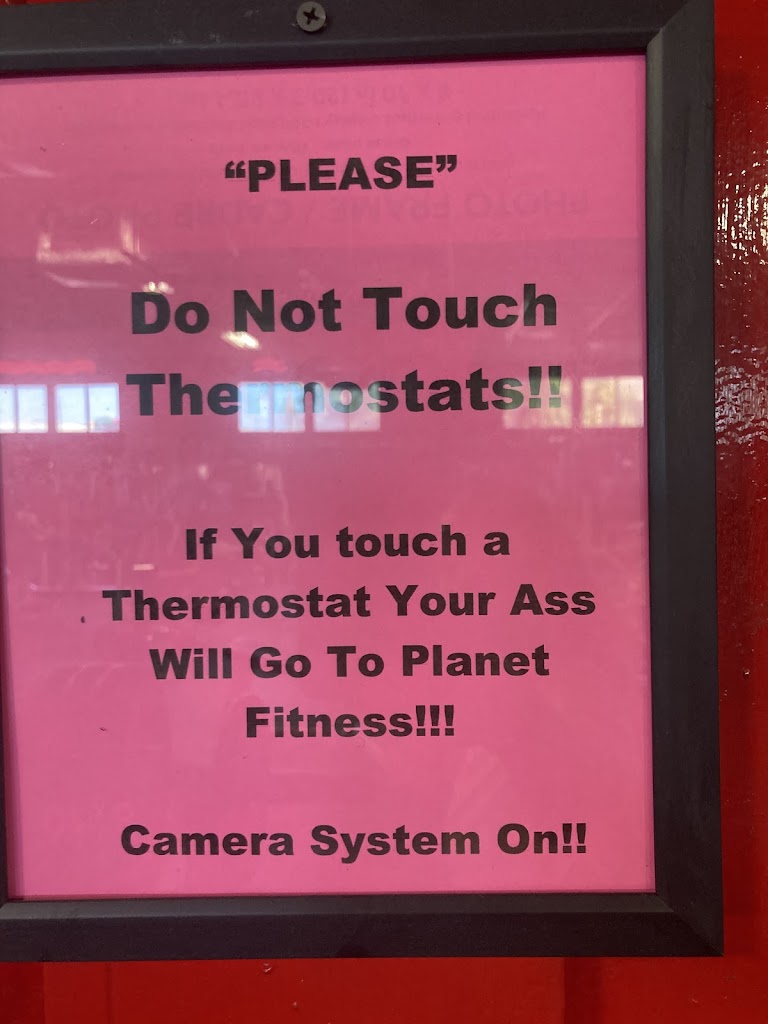 “PLEASE”
Do Not Touch
Thermostats!!
If You touch a
Thermostat Your Ass
Will Go To Planet
Fitness!!!
Camera System On!!